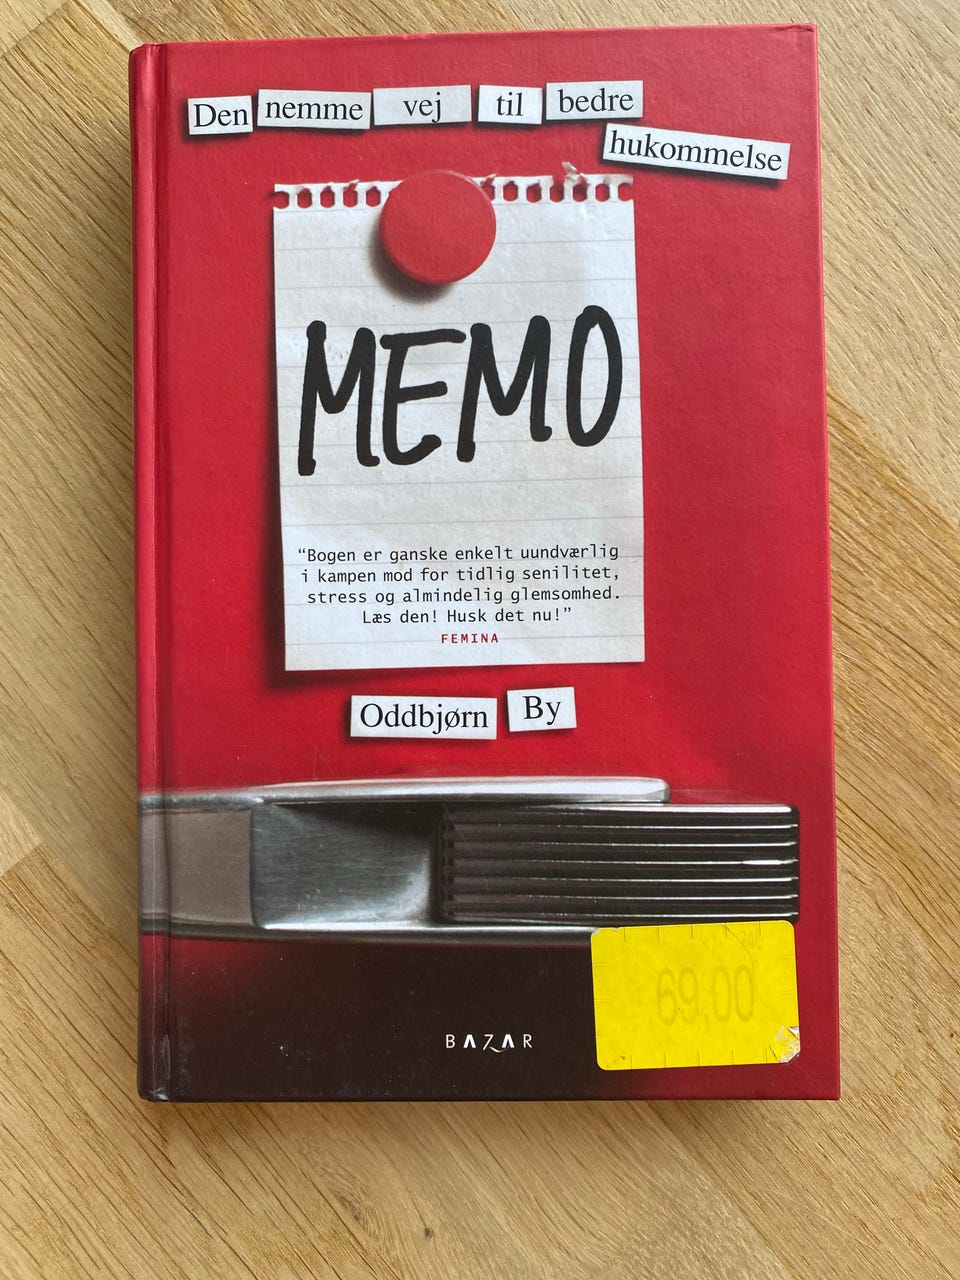 Den nemme vej til bedre
hukommelse
MEMO
“Bogen er ganske enkelt uundværlig
i kampen mod for tidlig senilitet,
stress og almindelig glemsomhed.
Læs den! Husk det nu!”
FEMINA
Oddbjørn By
69,00
BAZAR